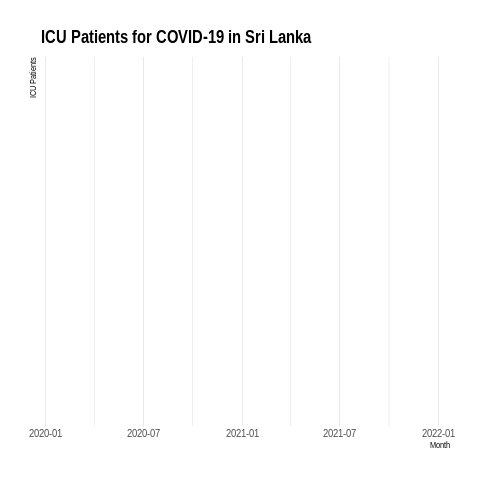 ICU Patients for COVID-19 in Sri Lanka
ICU Patients
2020-01 2020-07 2021-01 2021-07 2022-01
Month